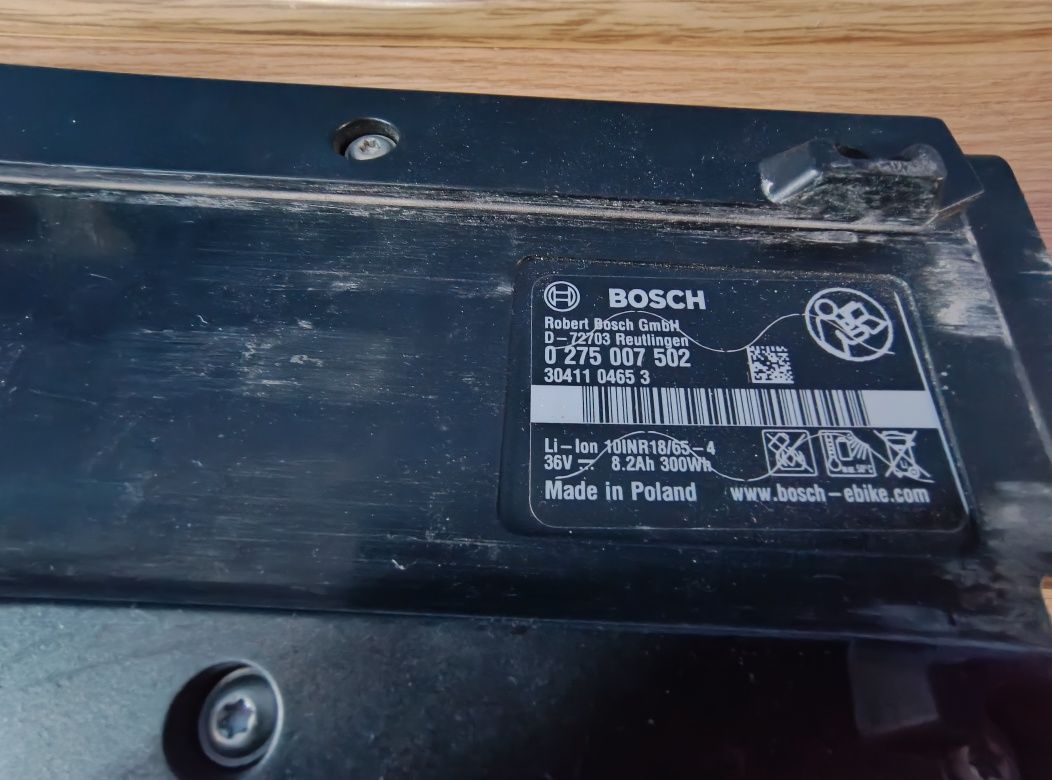 BOSCH
Robert Bosch GmbH
D-72703 Reutlingen
0 275 007 502
30411 0465 3
Li-Ion 10INR18/65-4
36V ⎓ 8.2Ah 300Wh
Made in Poland www.bosch-ebike.com